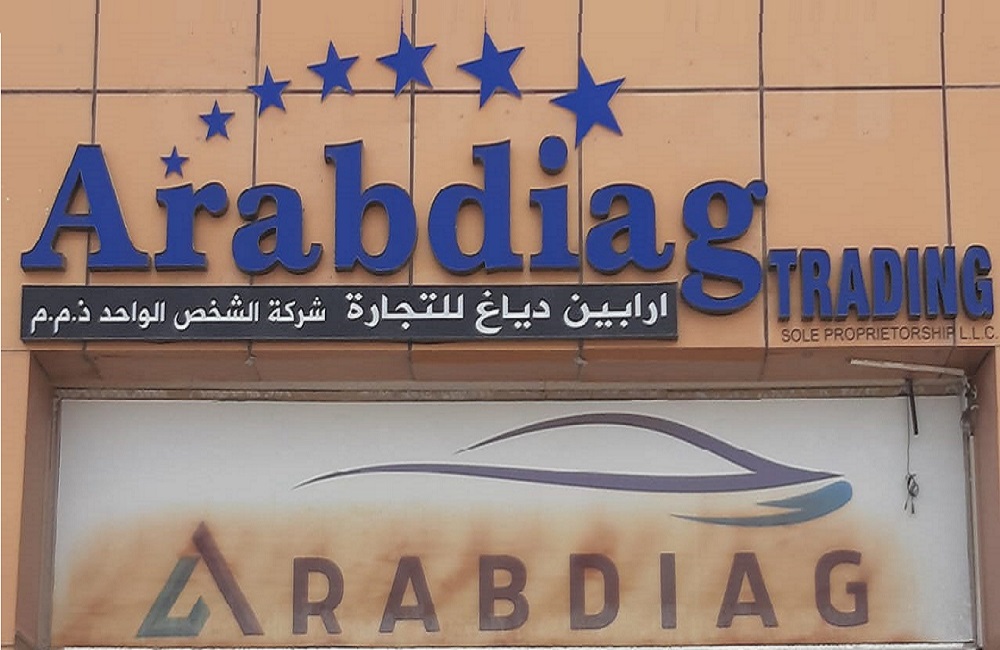 Arabdiag
TRADING
SOLE PROPRIETORSHIP L.L.C.
ارابين دياغ للتجارة شركة الشخص الواحد ذ.م.م
ARABDIAG